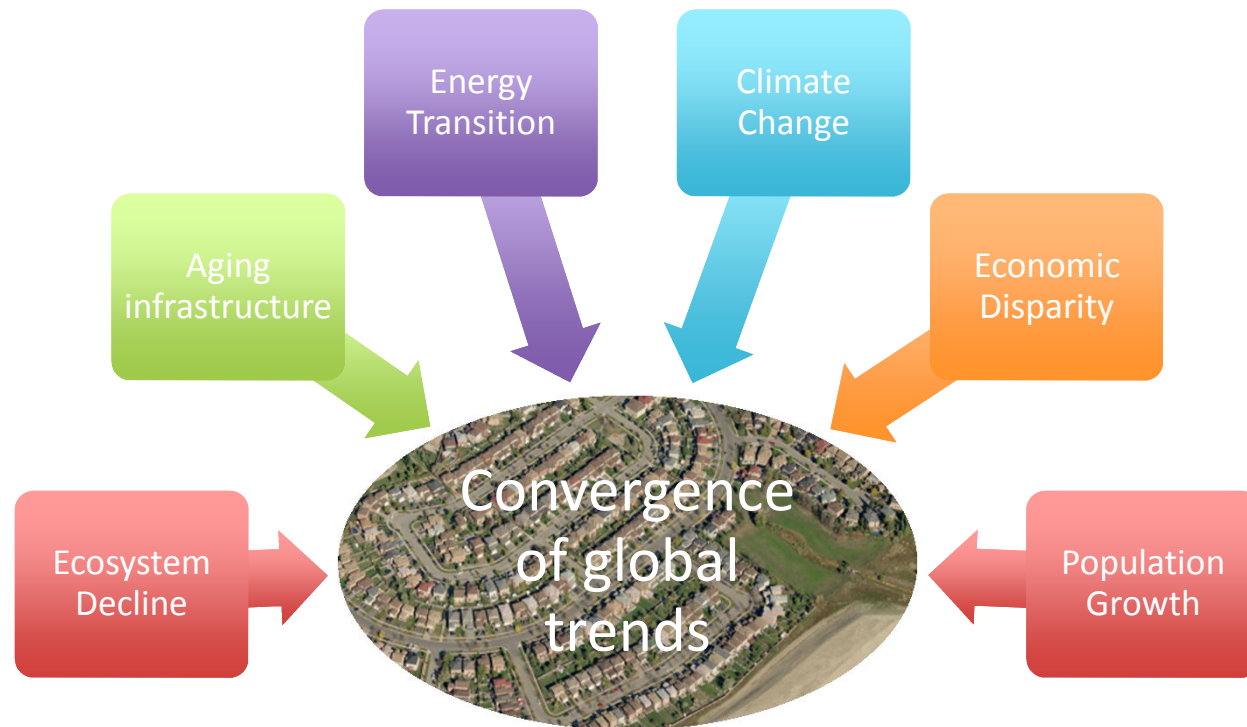 Energy
Transition
Climate
Change
Aging
infrastructure
Economic
Disparity
Ecosystem
Decline
Convergence
of global
trends
Population
Growth